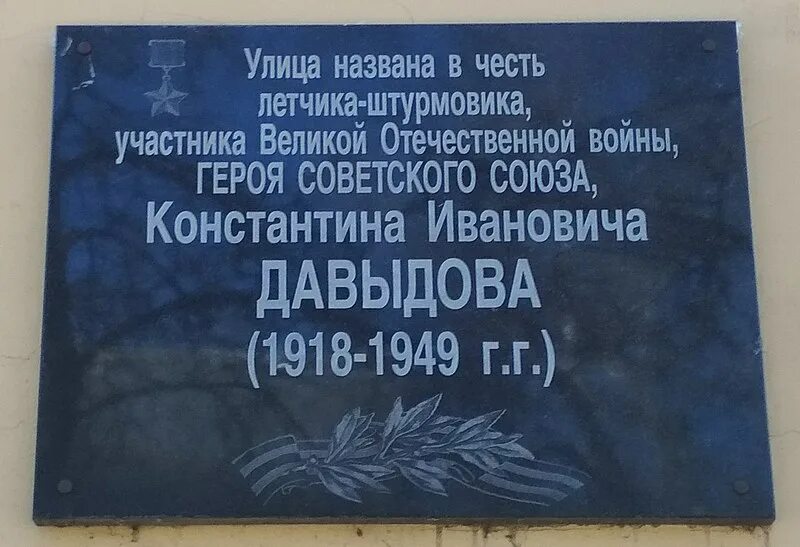 Улица названа в честь
летчика-штурмовика,
участника Великой Отечественной войны,
ГЕРОЯ СОВЕТСКОГО СОЮЗА,
Константина Ивановича
ДАВЫДОВА
(1918-1949 г.г.)